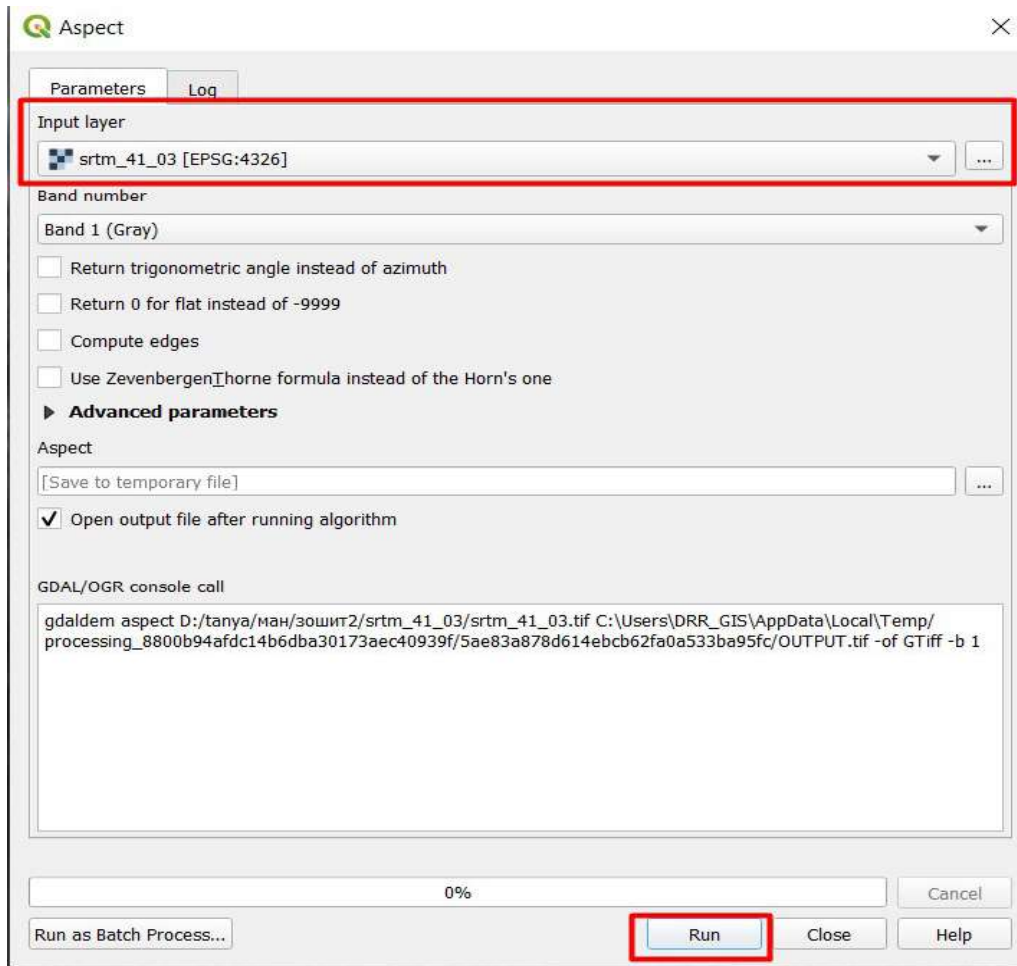 Aspect
Parameters
Log
Input layer
srtm_41_03 [EPSG:4326]
...
Band number
Band 1 (Gray)
Return trigonometric angle instead of azimuth
Return 0 for flat instead of -9999
Compute edges
Use ZevenbergenThorne formula instead of the Horn's one
Advanced parameters
Aspect
[Save to temporary file]
...
Open output file after running algorithm
GDAL/OGR console call
gdaldem aspect D:/tanya/ман/зошит2/srtm_41_03/srtm_41_03.tif C:\Users\DRR_GIS\AppData\Local\Temp/
processing_8800b94afdc14b6dba30173aec40939f/5ae83a878d614ebcb62fa0a533ba95fc/OUTPUT.tif -of GTiff -b 1
0%
Cancel
Run as Batch Process...
Run
Close
Help